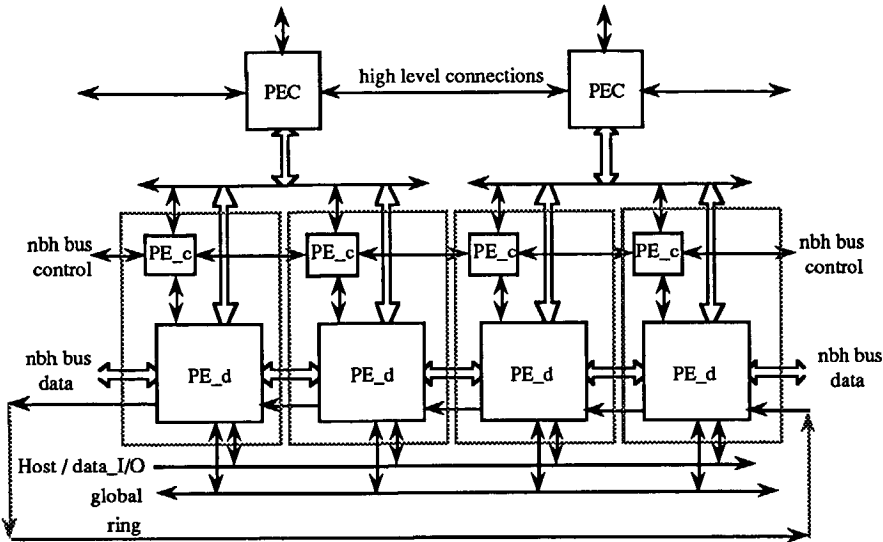 high level connections
PEC
PEC
nbh bus
control
PE_c
PE_c
PE_c
PE_c
nbh bus
control
nbh bus
data
PE_d
PE_d
PE_d
PE_d
nbh bus
data
Host / data_I/O
global
ring